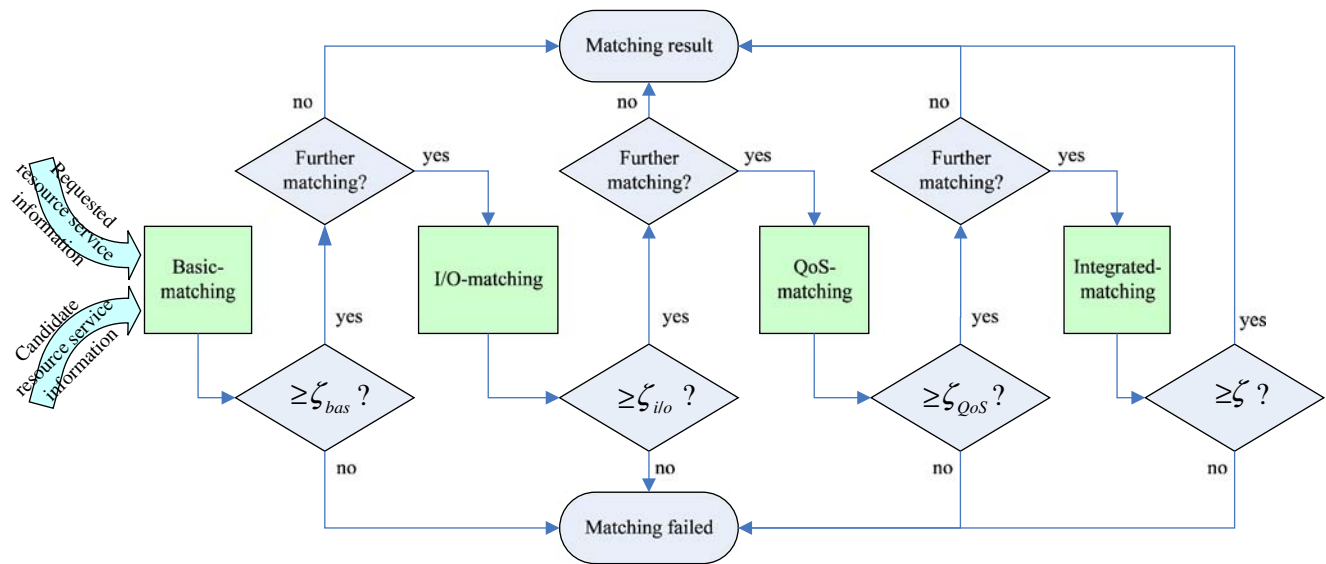 Matching result
no
no
no
Further
matching?
yes
Further
matching?
yes
Further
matching?
yes
Requested
resource service
information
Basic-
matching
I/O-matching
QoS-
matching
Integrated-
matching
Candidate
resource service
information
yes
yes
yes
yes
≥ζbas ?
≥ζi/o ?
≥ζQoS ?
≥ζ ?
no
no
no
no
Matching failed